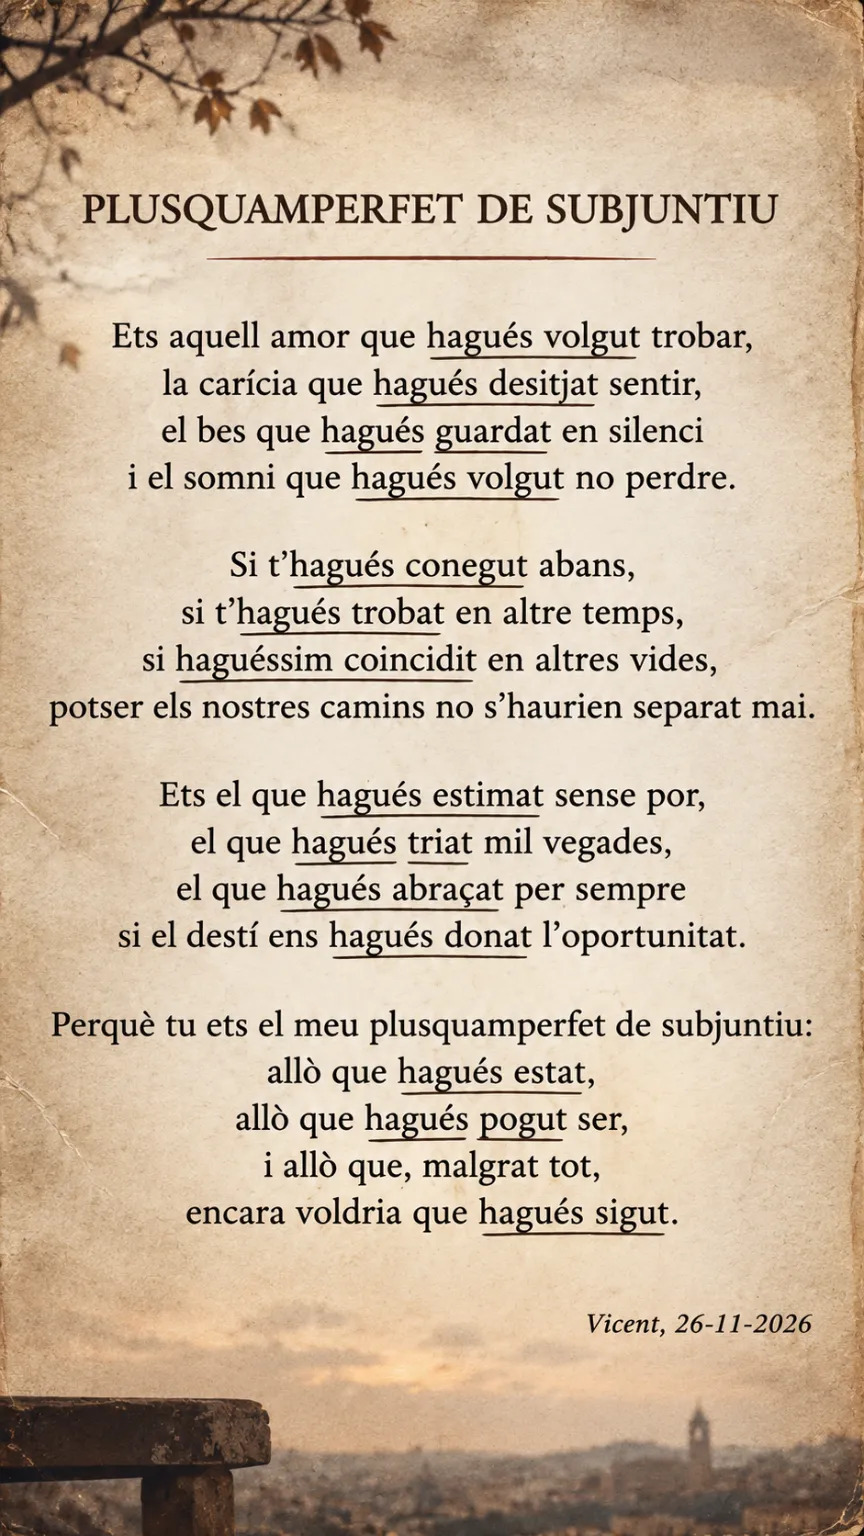 PLUSQUAMPERFET DE SUBJUNTIU
Ets aquell amor que hagués volgut trobar,
la carícia que hagués desitjat sentir,
el bes que hagués guardat en silenci
i el somni que hagués volgut no perdre.
Si t’hagués conegut abans,
si t’hagués trobat en altre temps,
si haguéssim coincidit en altres vides,
potser els nostres camins no s’haurien separat mai.
Ets el que hagués estimat sense por,
el que hagués triat mil vegades,
el que hagués abraçat per sempre
si el destí ens hagués donat l’oportunitat.
Perquè tu ets el meu plusquamperfet de subjuntiu:
allò que hagués estat,
allò que hagués pogut ser,
i allò que, malgrat tot,
encara voldria que hagués sigut.
Vicent, 26-11-2026